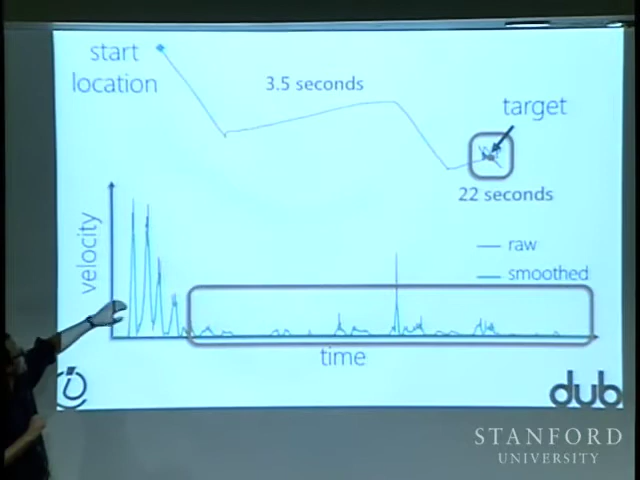 start
location
3.5 seconds
target
22 seconds
velocity
raw
smoothed
time
dub
STANFORD
UNIVERSITY